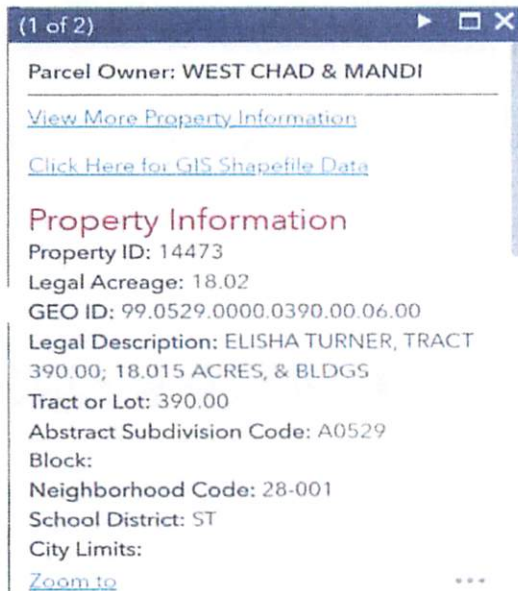 (1 of 2)
Parcel Owner: WEST CHAD & MANDI
View More Property Information
Click Here for GIS Shapefile Data
Property Information
Property ID: 14473
Legal Acreage: 18.02
GEO ID: 99.0529.0000.0390.00.06.00
Legal Description: ELISHA TURNER, TRACT
390.00; 18.015 ACRES, & BLDGS
Tract or Lot: 390.00
Abstract Subdivision Code: A0529
Block:
Neighborhood Code: 28-001
School District: ST
City Limits:
Zoom to